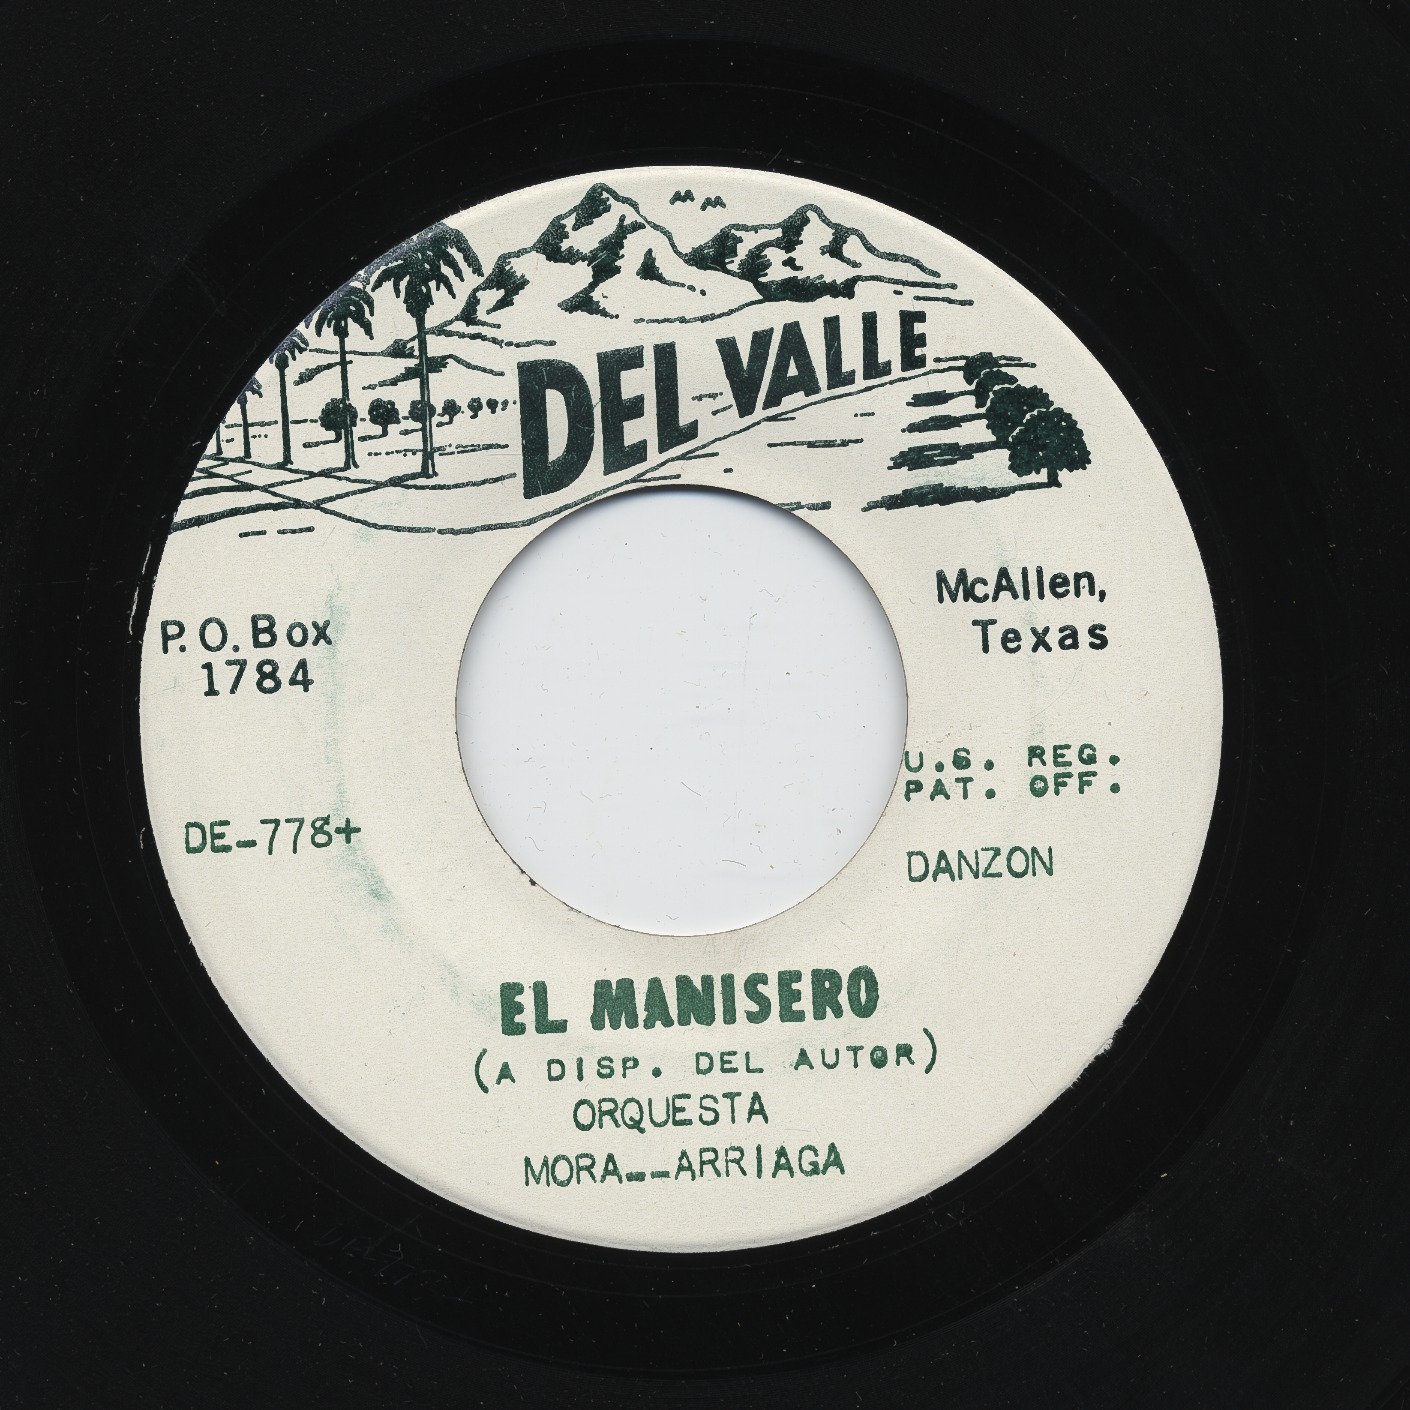 DEL VALLE
P.O. Box
1784
McAllen,
Texas
U.S. REG.
PAT. OFF.
DE-778+
DANZON
EL MANISERO
(A DISP. DEL AUTOR)
ORQUESTA
MORA--ARRIAGA